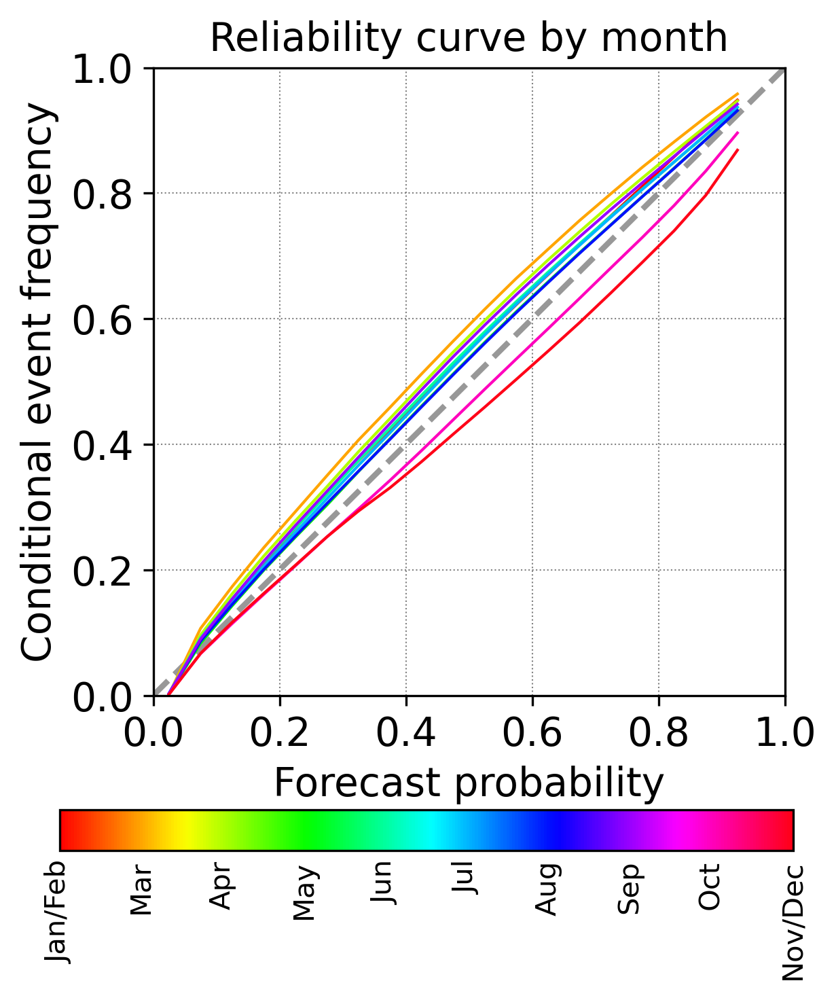 Reliability curve by month
1.0
0.8
0.6
0.4
0.2
0.0
Conditional event frequency
0.0 0.2 0.4 0.6 0.8 1.0
Forecast probability
Jan/Feb Mar Apr May Jun Jul Aug Sep Oct Nov/Dec